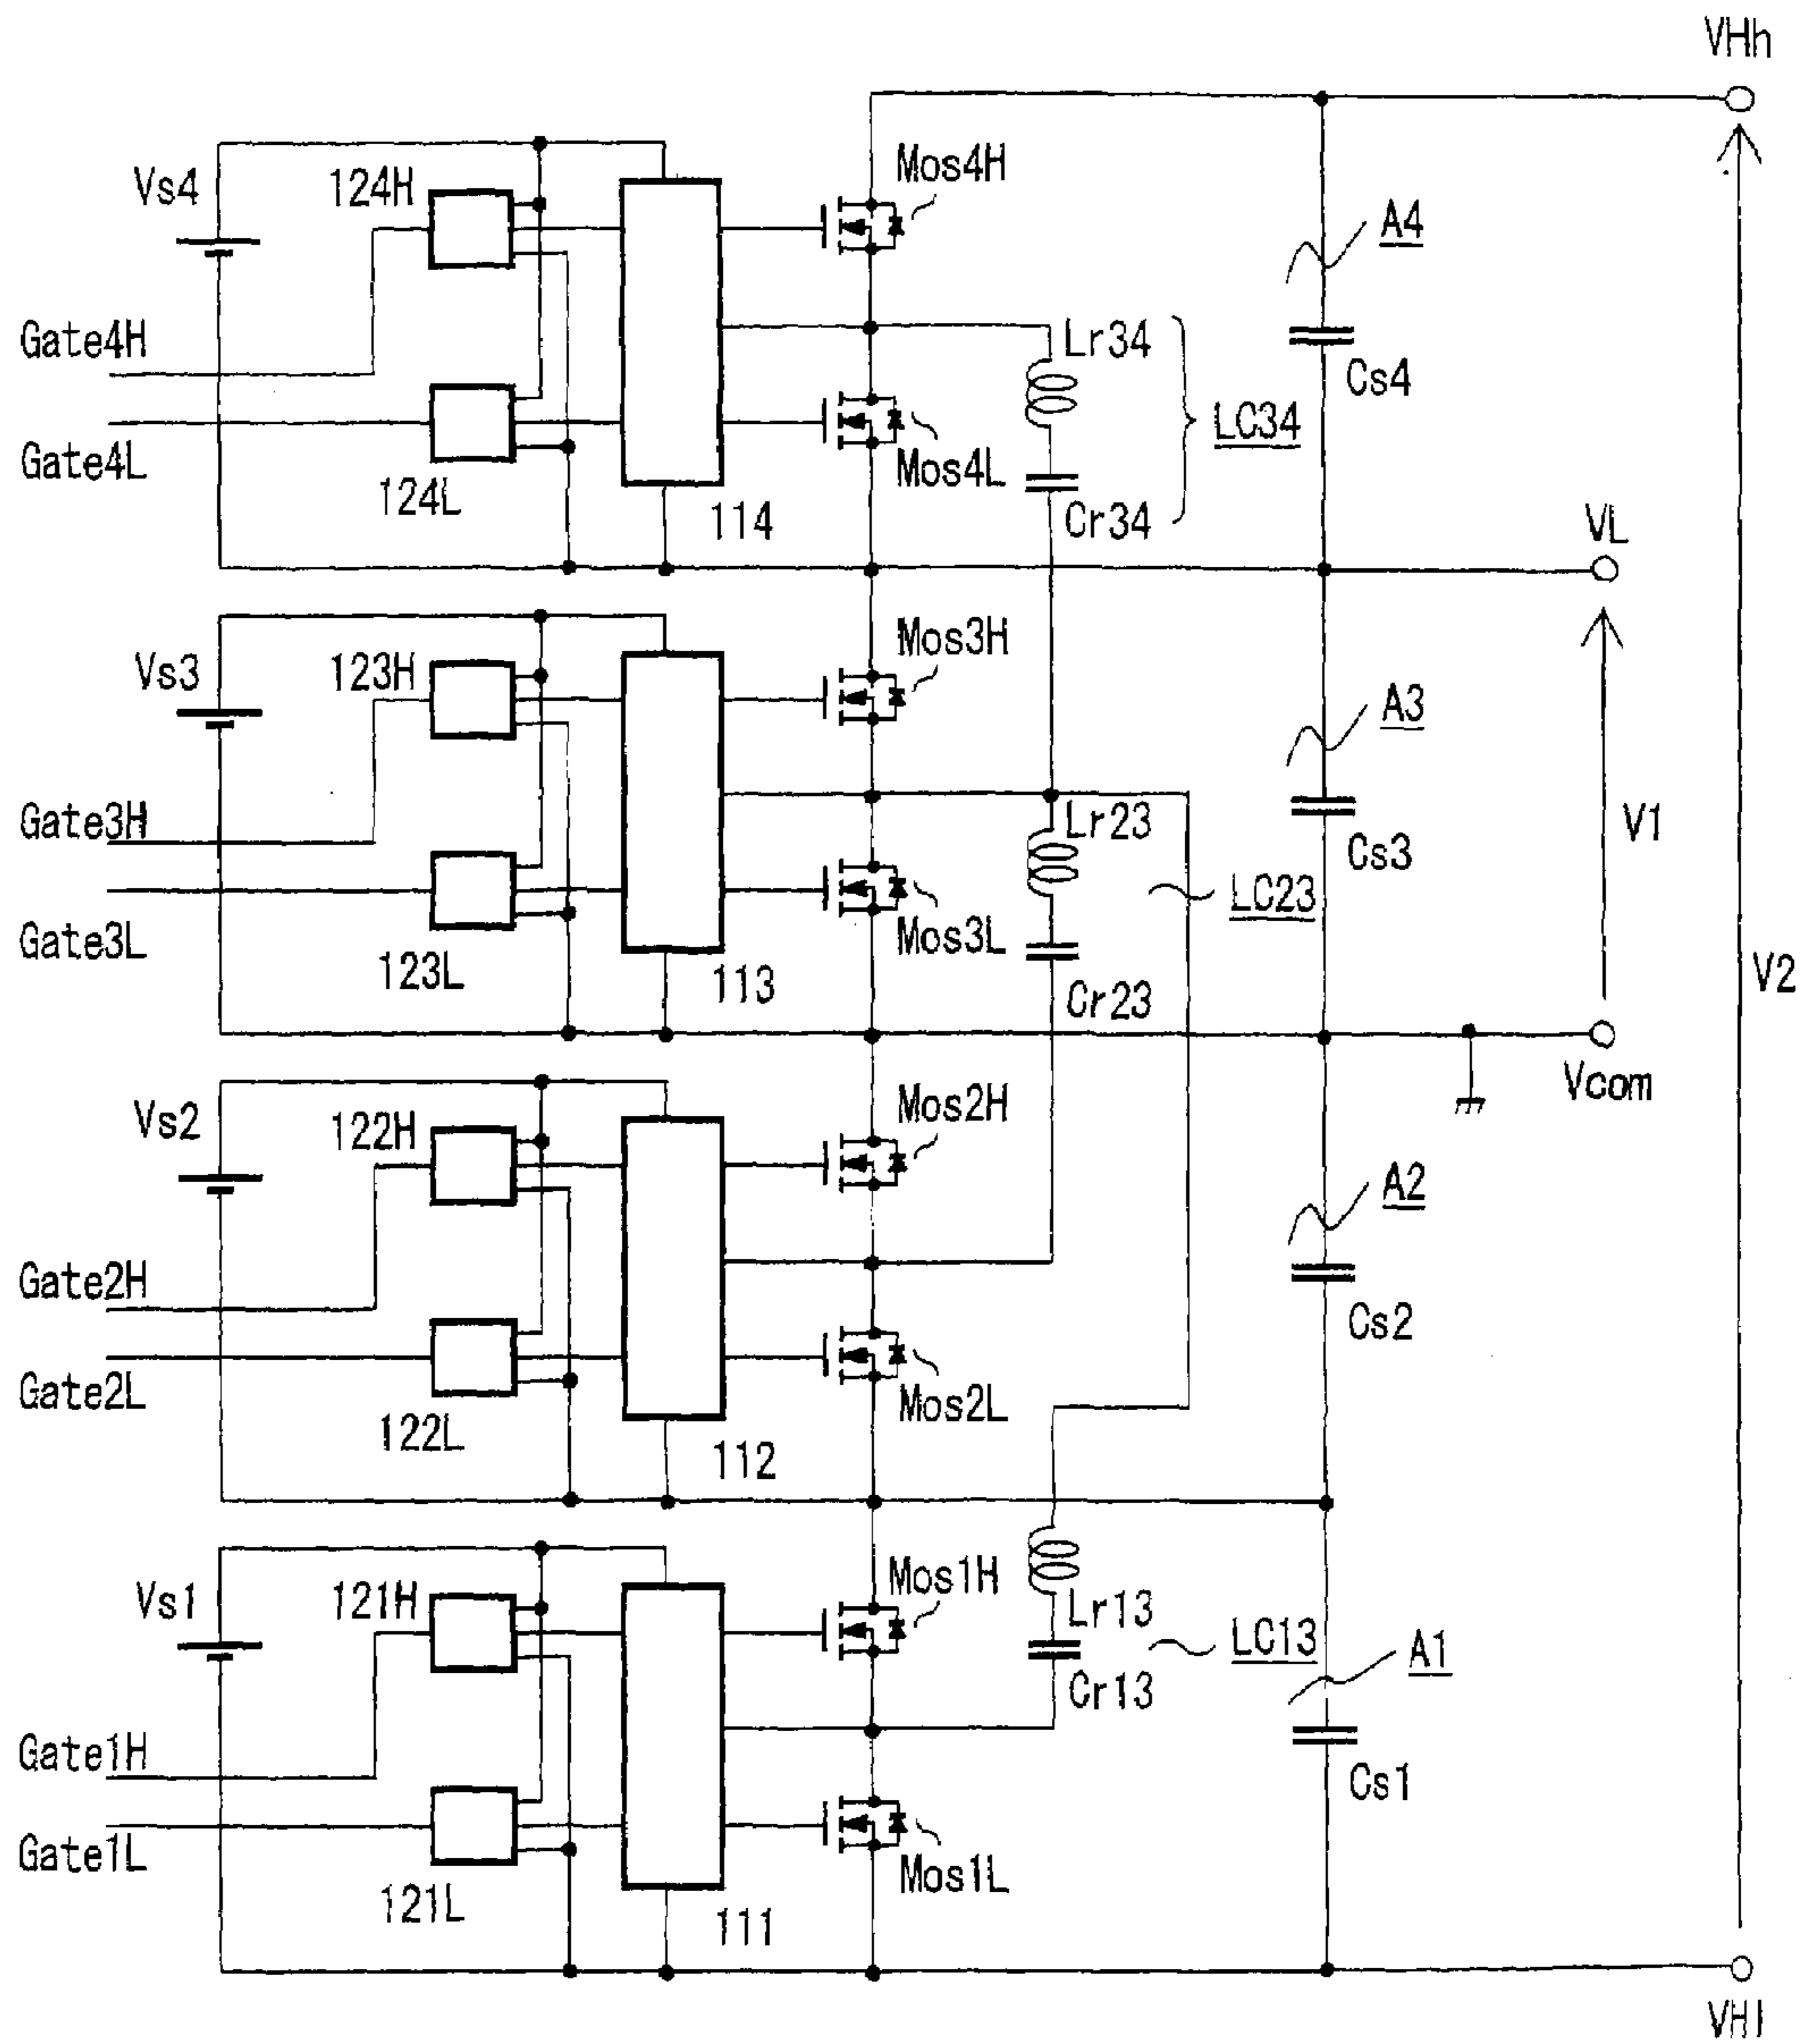 VHh
Vs4
124H
Mos4H
A4
Gate4H
Lr34
Cs4
LC34
Gate4L
124L
Mos4L
Cr34
114
VL
Vs3
123H
Mos3H
A3
Gate3H
Lr23
V1
Cs3
LC23
Gate3L
123L
Mos3L
113
Cr23
V2
Vcom
Vs2
122H
Mos2H
A2
Gate2H
Cs2
Gate2L
122L
Mos2L
112
Vs1
121H
Mos1H
Lr13
LC13
A1
Cr13
Gate1H
Cs1
Gate1L
121L
Mos1L
111
VHl